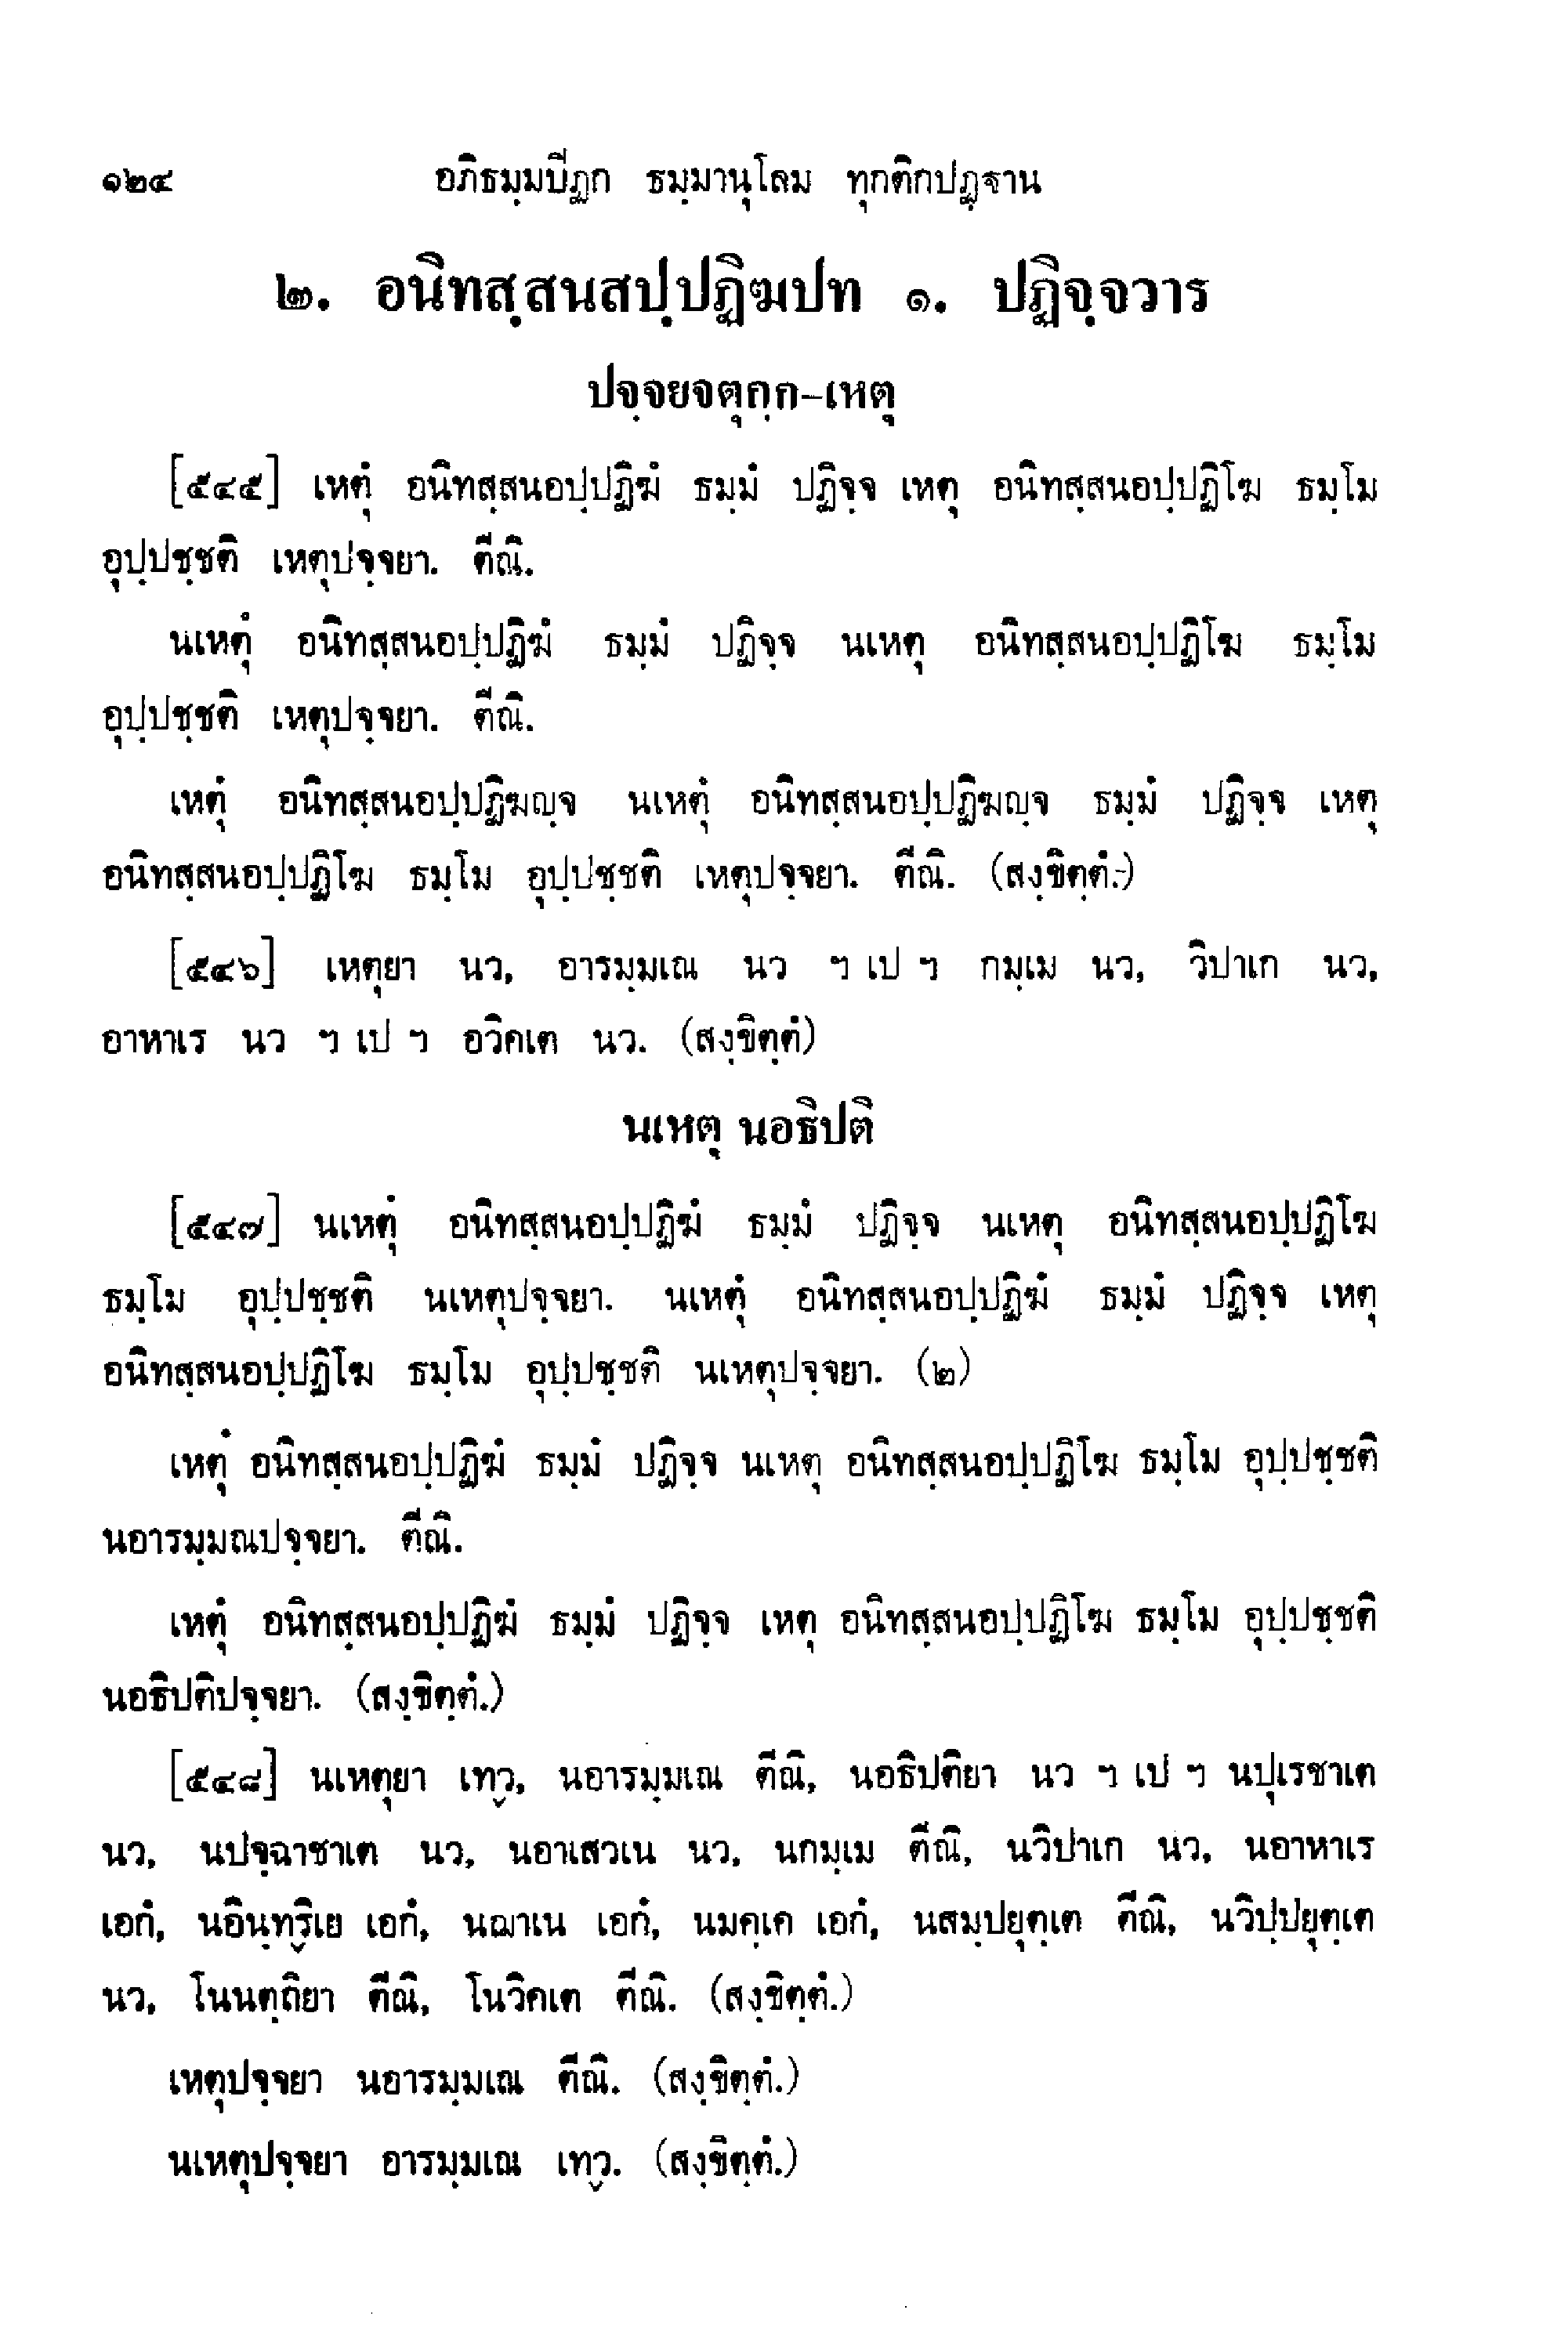 ๑๒๔ อภิธมฺมปีฏก ธมฺมานุโลม ทุกติกปฏฺฐาน
๒. อนิทสฺสนสปฺปฏิฆปท ๑. ปฏิจฺจวาร
ปจฺจยจตุกฺก-เหตุ
[๕๔๕] เหตุํ อนิทสฺสนอปฺปฏิฆํ ธมฺมํ ปฏิจฺจ เหตุ อนิทสฺสนอปฺปฏิโฆ ธมฺโม
อุปฺปชฺชติ เหตุปจฺจยา. ตีณิ.
นเหตุํ อนิทสฺสนอปฺปฏิฆํ ธมฺมํ ปฏิจฺจ นเหตุ อนิทสฺสนอปฺปฏิโฆ ธมฺโม
อุปฺปชฺชติ เหตุปจฺจยา. ตีณิ.
เหตุํ อนิทสฺสนอปฺปฏิฆญฺจ นเหตุํ อนิทสฺสนอปฺปฏิฆญฺจ ธมฺมํ ปฏิจฺจ เหตุ
อนิทสฺสนอปฺปฏิโฆ ธมฺโม อุปฺปชฺชติ เหตุปจฺจยา. ตีณิ. (สงฺขิตฺตํ.)
[๕๔๖] เหตุยา นว, อารมฺมเณ นว ฯ เป ฯ กมฺเม นว, วิปาเก นว,
อาหาเร นว ฯ เป ฯ อวิคเต นว. (สงฺขิตฺตํ)
นเหตุ นอธิปติ
[๕๔๗] นเหตุํ อนิทสฺสนอปฺปฏิฆํ ธมฺมํ ปฏิจฺจ นเหตุ อนิทสฺสนอปฺปฏิโฆ
ธมฺโม อุปฺปชฺชติ นเหตุปจฺจยา. นเหตุํ อนิทสฺสนอปฺปฏิฆํ ธมฺมํ ปฏิจฺจ เหตุ
อนิทสฺสนอปฺปฏิโฆ ธมฺโม อุปฺปชฺชติ นเหตุปจฺจยา. (๒)
เหตุํ อนิทสฺสนอปฺปฏิฆํ ธมฺมํ ปฏิจฺจ นเหตุ อนิทสฺสนอปฺปฏิโฆ ธมฺโม อุปฺปชฺชติ
นอารมฺมณปจฺจยา. ตีณิ.
เหตุํ อนิทสฺสนอปฺปฏิฆํ ธมฺมํ ปฏิจฺจ เหตุ อนิทสฺสนอปฺปฏิโฆ ธมฺโม อุปฺปชฺชติ
นอธิปติปจฺจยา. (สงฺขิตฺตํ.)
[๕๔๘] นเหตุยา เทฺว, นอารมฺมเณ ตีณิ, นอธิปติยา นว ฯ เป ฯ นปุเรชาเต
นว, นปจฺฉาชาเต นว, นอาเสวเน นว, นกมฺเม ตีณิ, นวิปาเก นว, นอาหาเร
เอกํ, นอินฺทฺริเย เอกํ, นฌาเน เอกํ, นมคฺเค เอกํ, นสมฺปยุตฺเต ตีณิ, นวิปฺปยุตฺเต
นว, โนนตฺถิยา ตีณิ, โนวิคเต ตีณิ. (สงฺขิตฺตํ.)
เหตุปจฺจยา นอารมฺมเณ ตีณิ. (สงฺขิตฺตํ.)
นเหตุปจฺจยา อารมฺมเณ เทฺว. (สงฺขิตฺตํ.)